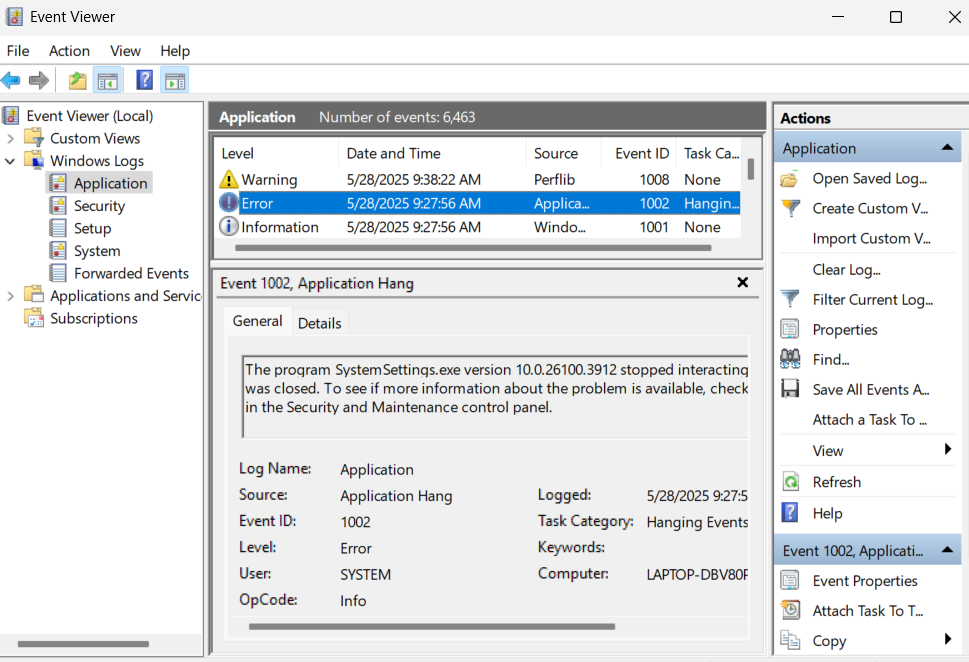 Event Viewer
File Action View Help
Event Viewer (Local)
Custom Views
Windows Logs
Application
Security
Setup
System
Forwarded Events
Applications and Servic
Subscriptions
Application Number of events: 6,463
Level Date and Time Source Event ID Task Ca...
Warning 5/28/2025 9:38:22 AM Perflib 1008 None
Error 5/28/2025 9:27:56 AM Applica... 1002 Hangin...
Information 5/28/2025 9:27:56 AM Windo... 1001 None
Event 1002, Application Hang
General Details
The program SystemSettings.exe version 10.0.26100.3912 stopped interacting
was closed. To see if more information about the problem is available, check
in the Security and Maintenance control panel.
Log Name: Application
Source: Application Hang Logged: 5/28/2025 9:27:5
Event ID: 1002 Task Category: Hanging Events
Level: Error Keywords:
User: SYSTEM Computer: LAPTOP-DBV80F
OpCode: Info
Actions
Application
Open Saved Log...
Create Custom V...
Import Custom V...
Clear Log...
Filter Current Log...
Properties
Find...
Save All Events A...
Attach a Task To ...
View
Refresh
Help
Event 1002, Applicati...
Event Properties
Attach Task To T...
Copy